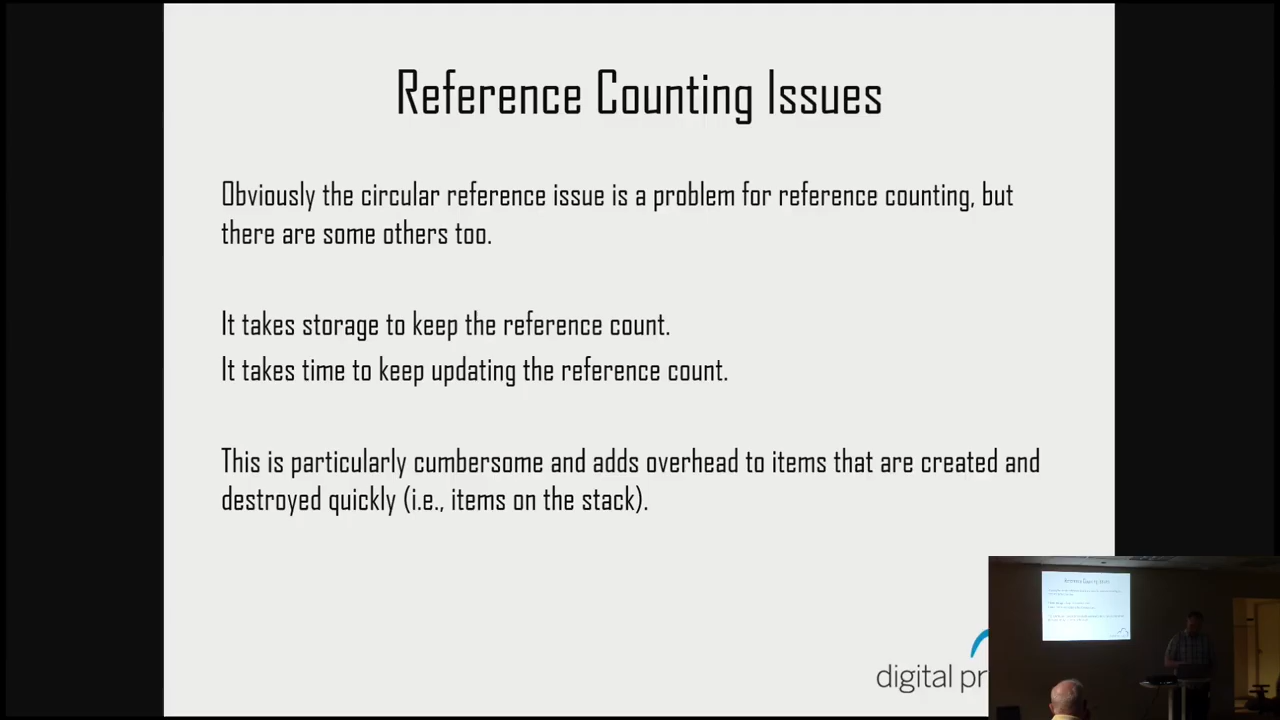 Reference Counting Issues
Obviously the circular reference issue is a problem for reference counting, but
there are some others too.
It takes storage to keep the reference count.
It takes time to keep updating the reference count.
This is particularly cumbersome and adds overhead to items that are created and
destroyed quickly (i.e., items on the stack).
digital pr